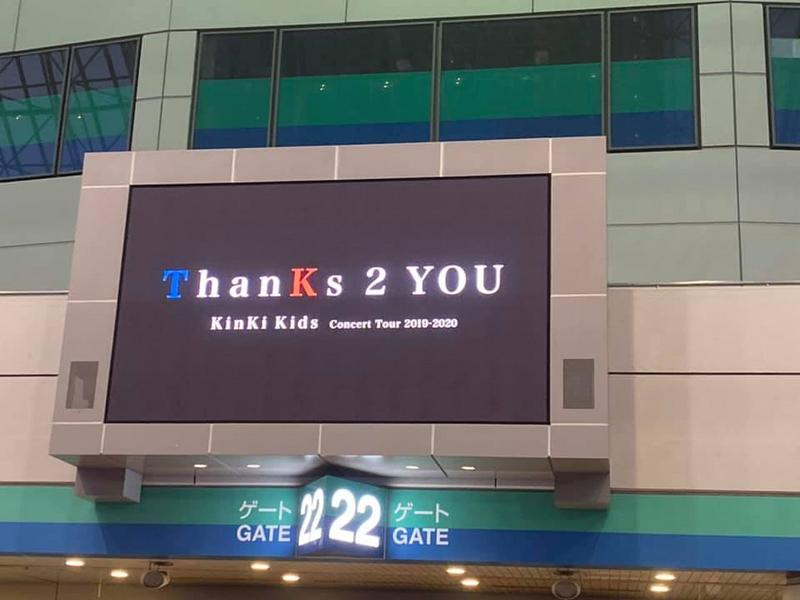 ThanKs 2 YOU
KinKi Kids Concert Tour 2019-2020
ゲート 22 22 ゲート
GATE GATE